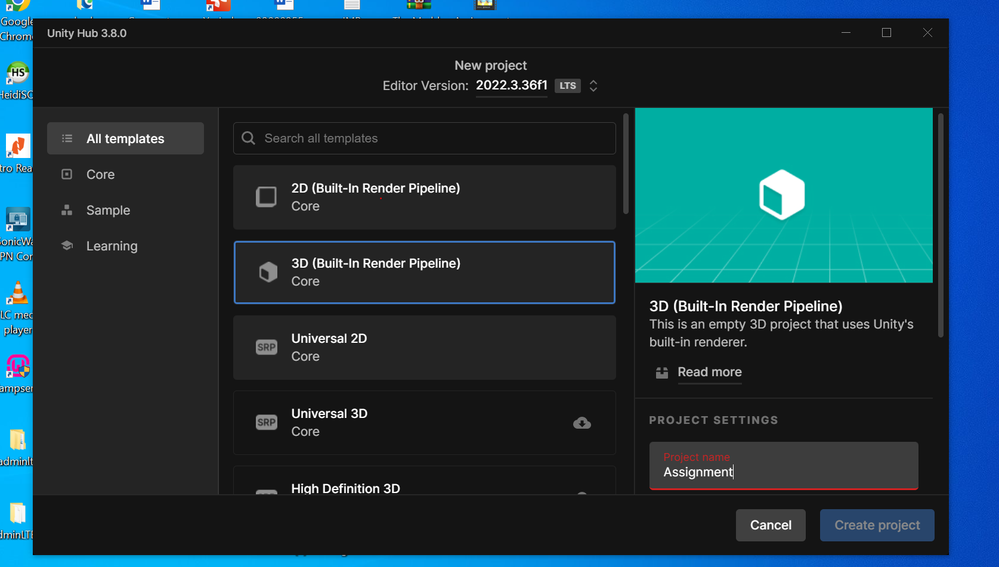 Google
Chrom
HS
HeidiSC
tro Rea
PN Cor
LC med
player
ampser
adminlt
dminLTE
Unity Hub 3.8.0
New project
Editor Version: 2022.3.36f1 LTS
All templates
Core
Sample
Learning
Search all templates
2D (Built-In Render Pipeline)
Core
3D (Built-In Render Pipeline)
Core
SRP
Universal 2D
Core
SRP
Universal 3D
Core
High Definition 3D
3D (Built-In Render Pipeline)
This is an empty 3D project that uses Unity's
built-in renderer.
Read more
PROJECT SETTINGS
Project name
Assignment
Cancel
Create project